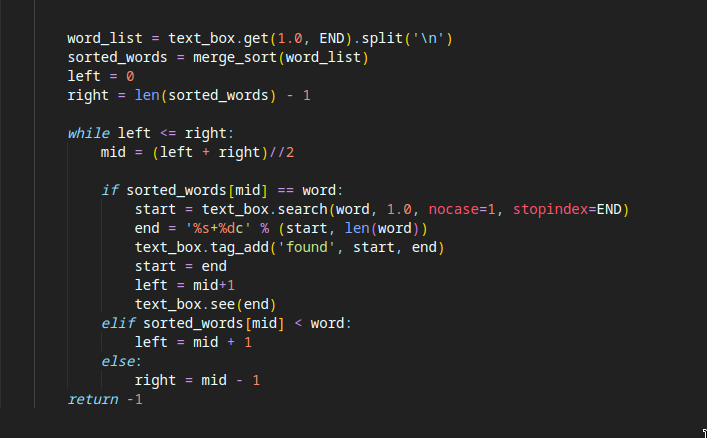 word_list = text_box.get(1.0, END).split('\n')
sorted_words = merge_sort(word_list)
left = 0
right = len(sorted_words) - 1
while left <= right:
mid = (left + right)//2
if sorted_words[mid] == word:
start = text_box.search(word, 1.0, nocase=1, stopindex=END)
end = '%s+%dc' % (start, len(word))
text_box.tag_add('found', start, end)
start = end
left = mid+1
text_box.see(end)
elif sorted_words[mid] < word:
left = mid + 1
else:
right = mid - 1
return -1